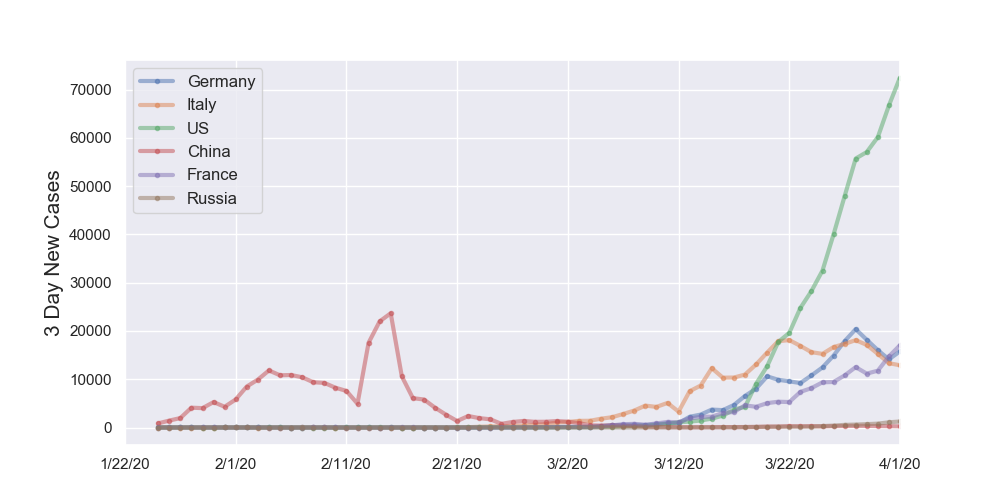 Germany
Italy
US
China
France
Russia
3 Day New Cases
70000
60000
50000
40000
30000
20000
10000
0
1/22/20 2/1/20 2/11/20 2/21/20 3/2/20 3/12/20 3/22/20 4/1/20